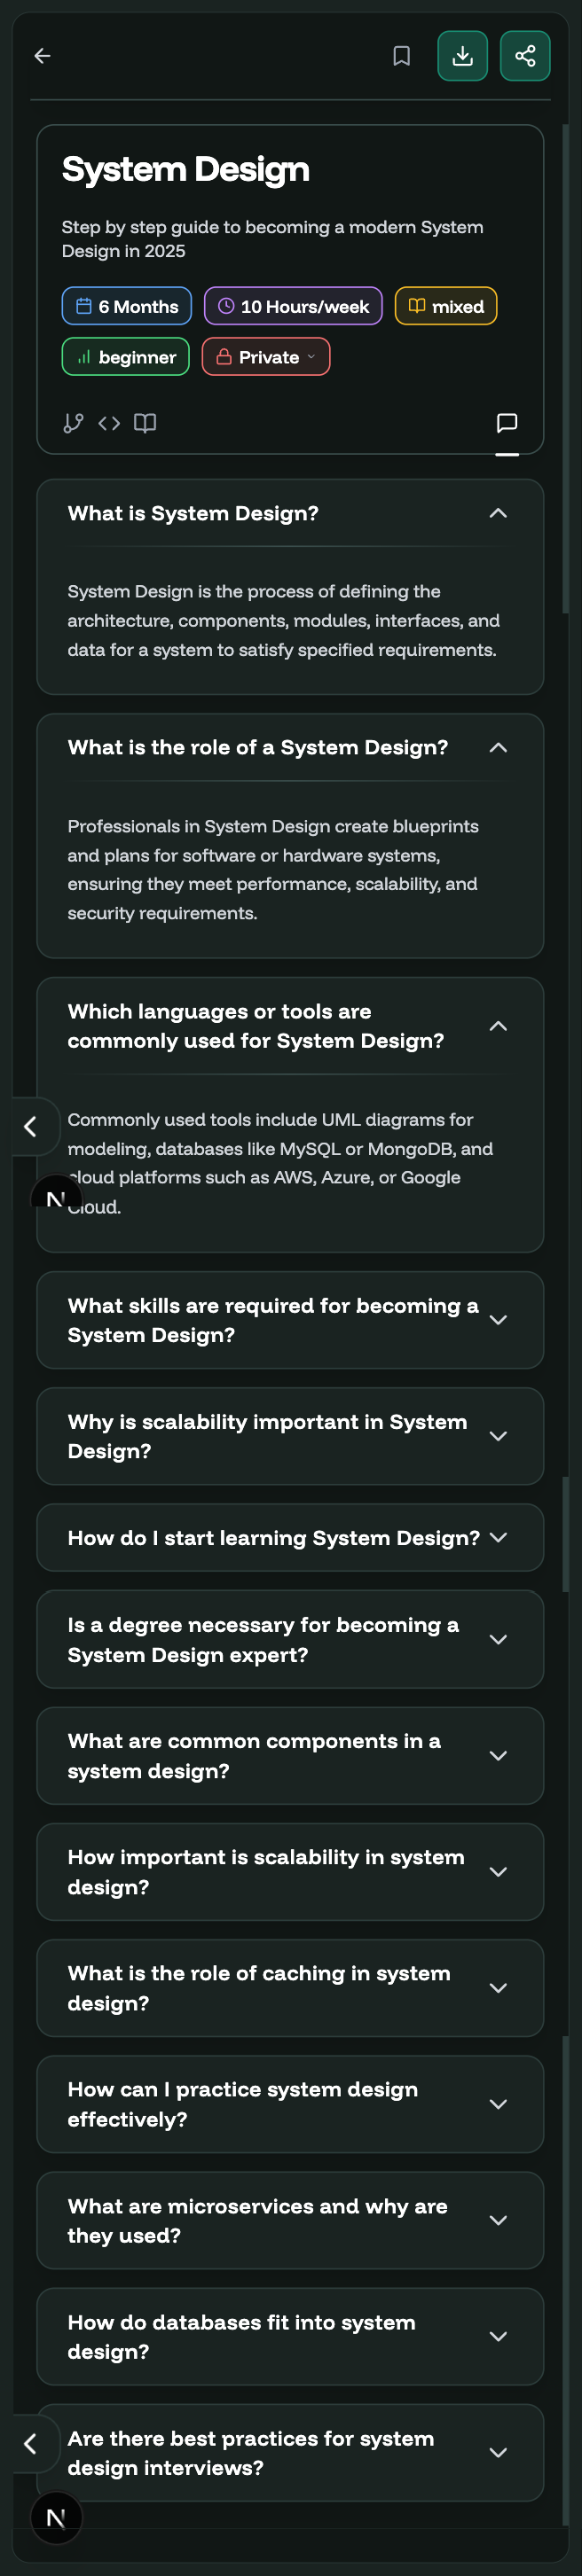 System Design
Step by step guide to becoming a modern System
Design in 2025
6 Months
10 Hours/week
mixed
beginner
Private
What is System Design?
System Design is the process of defining the
architecture, components, modules, interfaces, and
data for a system to satisfy specified requirements.
What is the role of a System Design?
Professionals in System Design create blueprints
and plans for software or hardware systems,
ensuring they meet performance, scalability, and
security requirements.
Which languages or tools are
commonly used for System Design?
Commonly used tools include UML diagrams for
modeling, databases like MySQL or MongoDB, and
cloud platforms such as AWS, Azure, or Google
Cloud.
N
What skills are required for becoming a
System Design?
Why is scalability important in System
Design?
How do I start learning System Design?
Is a degree necessary for becoming a
System Design expert?
What are common components in a
system design?
How important is scalability in system
design?
What is the role of caching in system
design?
How can I practice system design
effectively?
What are microservices and why are
they used?
How do databases fit into system
design?
Are there best practices for system
design interviews?
N